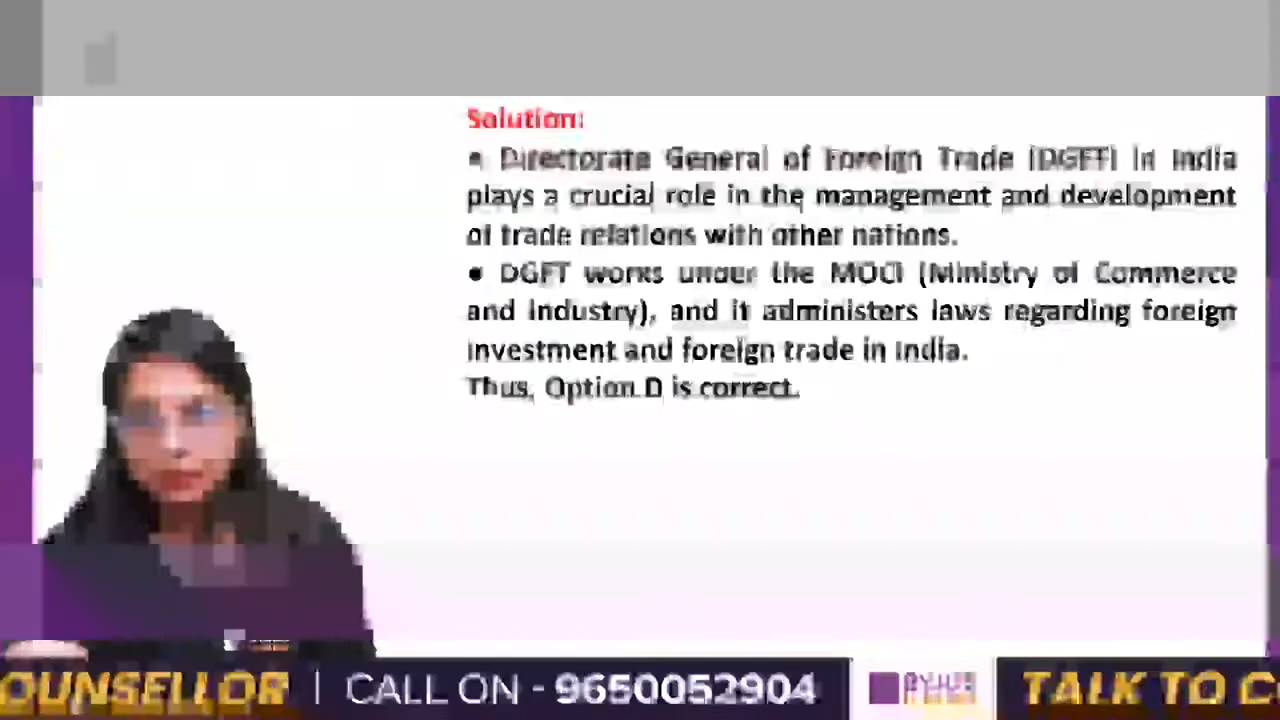 Solution:
• Directorate General of Foreign Trade (DGFT) in India
plays a crucial role in the management and development
of trade relations with other nations.
• DGFT works under the MOCI (Ministry of Commerce
and Industry), and it administers laws regarding foreign
investment and foreign trade in India.
Thus, Option D is correct.
OUNSELLOR | CALL ON - 9650052904 BYJU'S TALK TO C